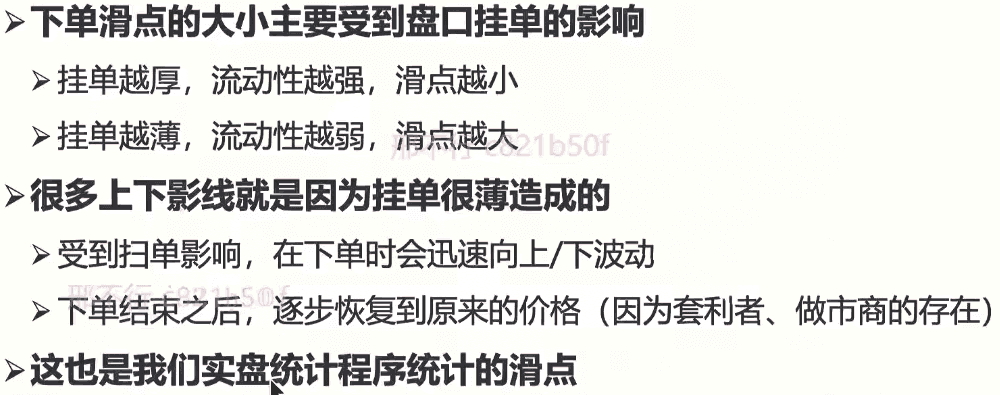 ➢下单滑点的大小主要受到盘口挂单的影响
➢挂单越厚，流动性越强，滑点越小
➢挂单越薄，流动性越弱，滑点越大
邢不行 c821b50f
➢很多上下影线就是因为挂单很薄造成的
➢受到扫单影响，在下单时会迅速向上/下波动
邢不行 c821b50f
➢下单结束之后，逐步恢复到原来的价格（因为套利者、做市商的存在）
➢这也是我们实盘统计程序统计的滑点